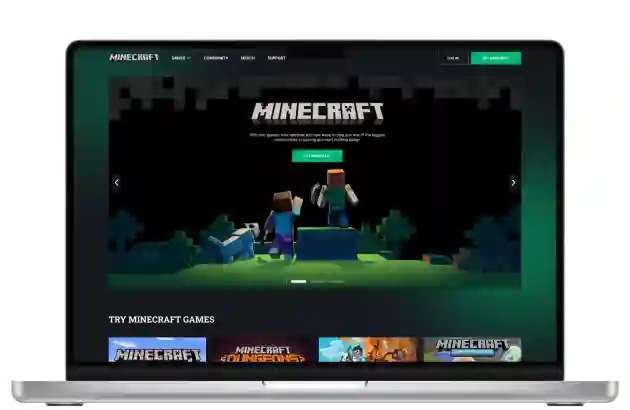 MINECRAFT
GAMES
COMMUNITY
MERCH
SUPPORT
LOG IN
GET MINECRAFT
MINECRAFT
GET MINECRAFT
TRY MINECRAFT GAMES
MINECRAFT
MINECRAFT
DUNGEONS
MINECRAFT